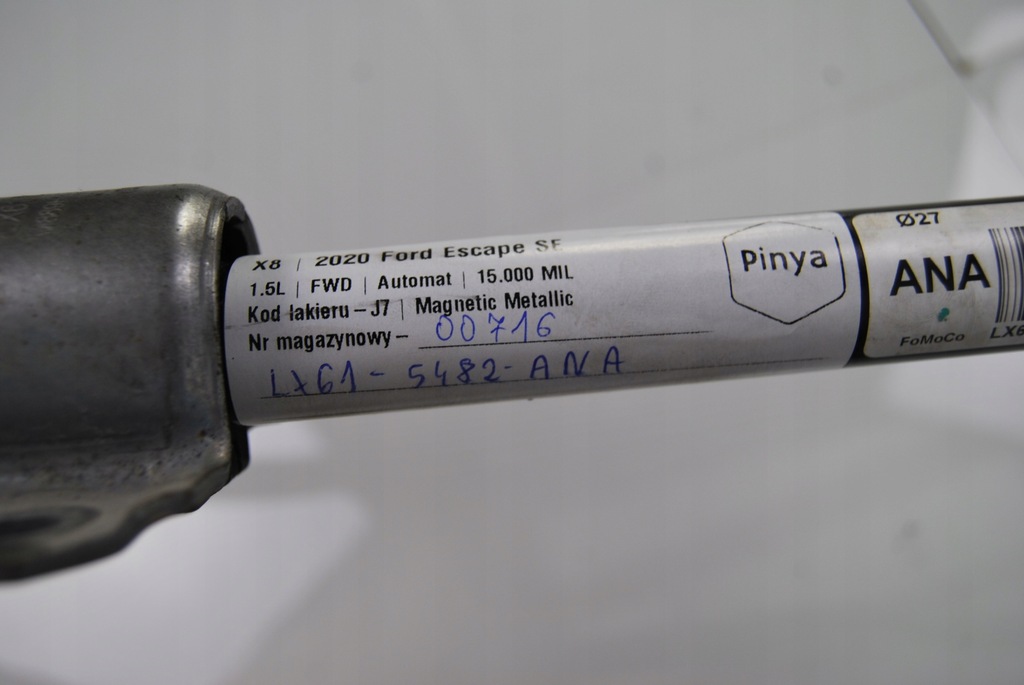 X8 | 2020 Ford Escape SE
1.5L | FWD | Automat | 15.000 MIL
Kod lakieru – J7 | Magnetic Metallic
Nr magazynowy – 00716
LX61-5482-ANA
Pinya
Ø27
ANA
FoMoCo LX6